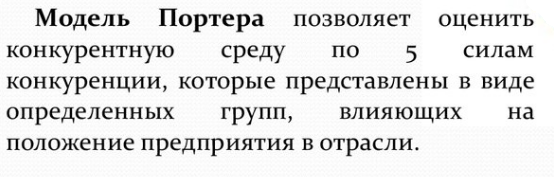 Модель Портера позволяет оценить
конкурентную среду по 5 силам
конкуренции, которые представлены в виде
определенных групп, влияющих на
положение предприятия в отрасли.